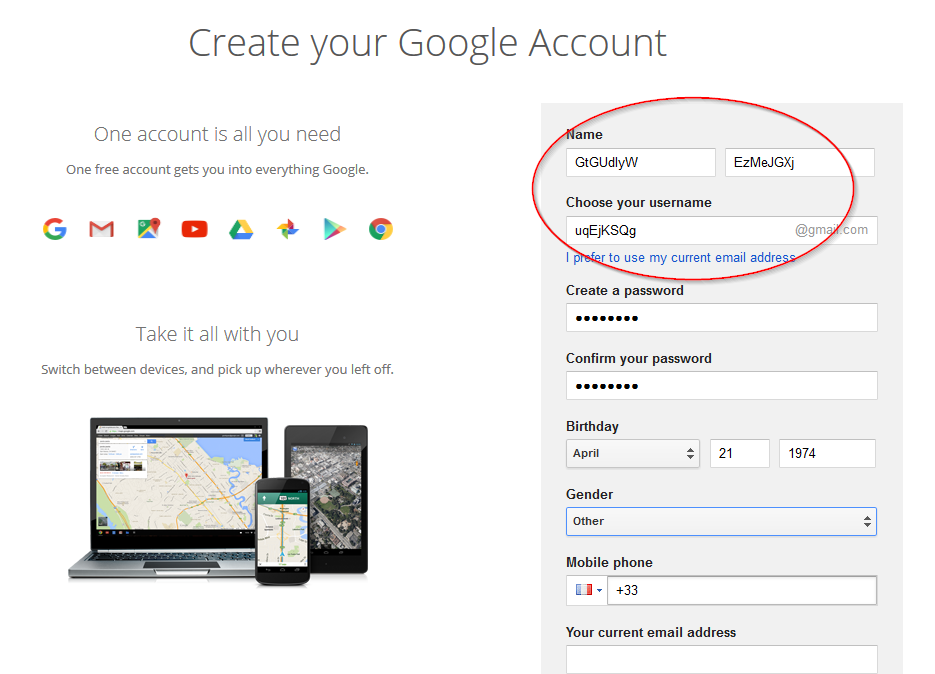 Create your Google Account
One account is all you need
One free account gets you into everything Google.
Take it all with you
Switch between devices, and pick up wherever you left off.
Name
GtGUdlyW EzMeJGXj
Choose your username
uqEjKSQg @gmail.com
I prefer to use my current email address
Create a password
Confirm your password
Birthday
April 21 1974
Gender
Other
Mobile phone
+33
Your current email address